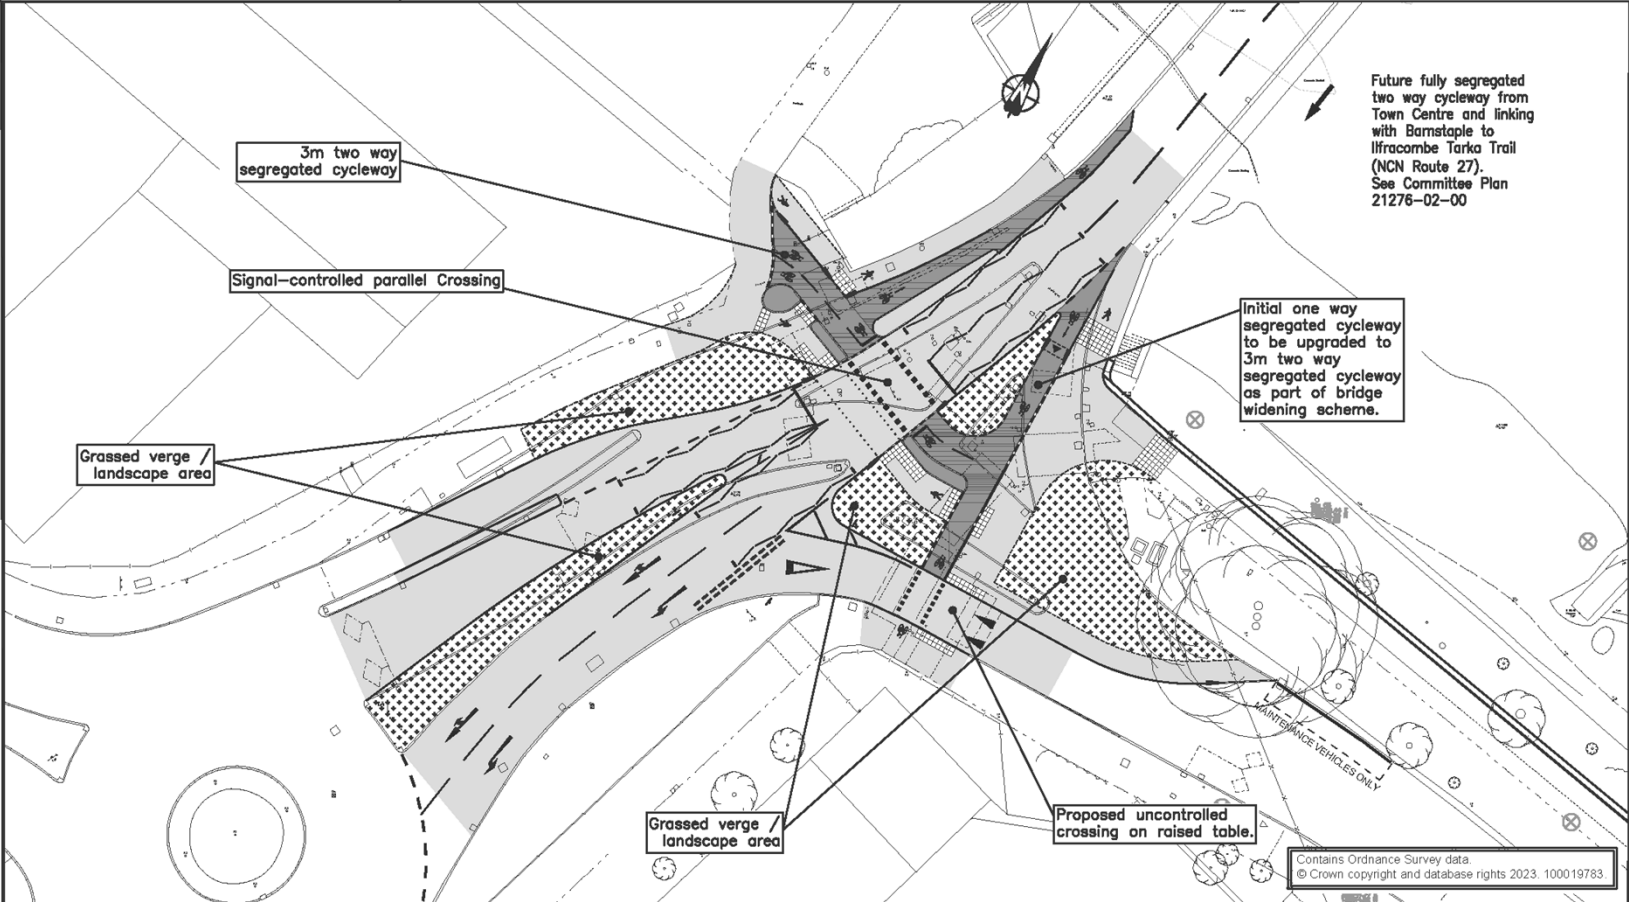 Future fully segregated
two way cycleway from
Town Centre and linking
with Barnstaple to
Ilfracombe Tarka Trail
(NCN Route 27).
See Committee Plan
21276-02-00
N
3m two way
segregated cycleway
Signal-controlled parallel Crossing
Initial one way
segregated cycleway
to be upgraded to
3m two way
segregated cycleway
as part of bridge
widening scheme.
Grassed verge /
landscape area
MAINTENANCE VEHICLES ONLY
Grassed verge /
landscape area
Proposed uncontrolled
crossing on raised table.
Contains Ordnance Survey data.
© Crown copyright and database rights 2023. 100019783.